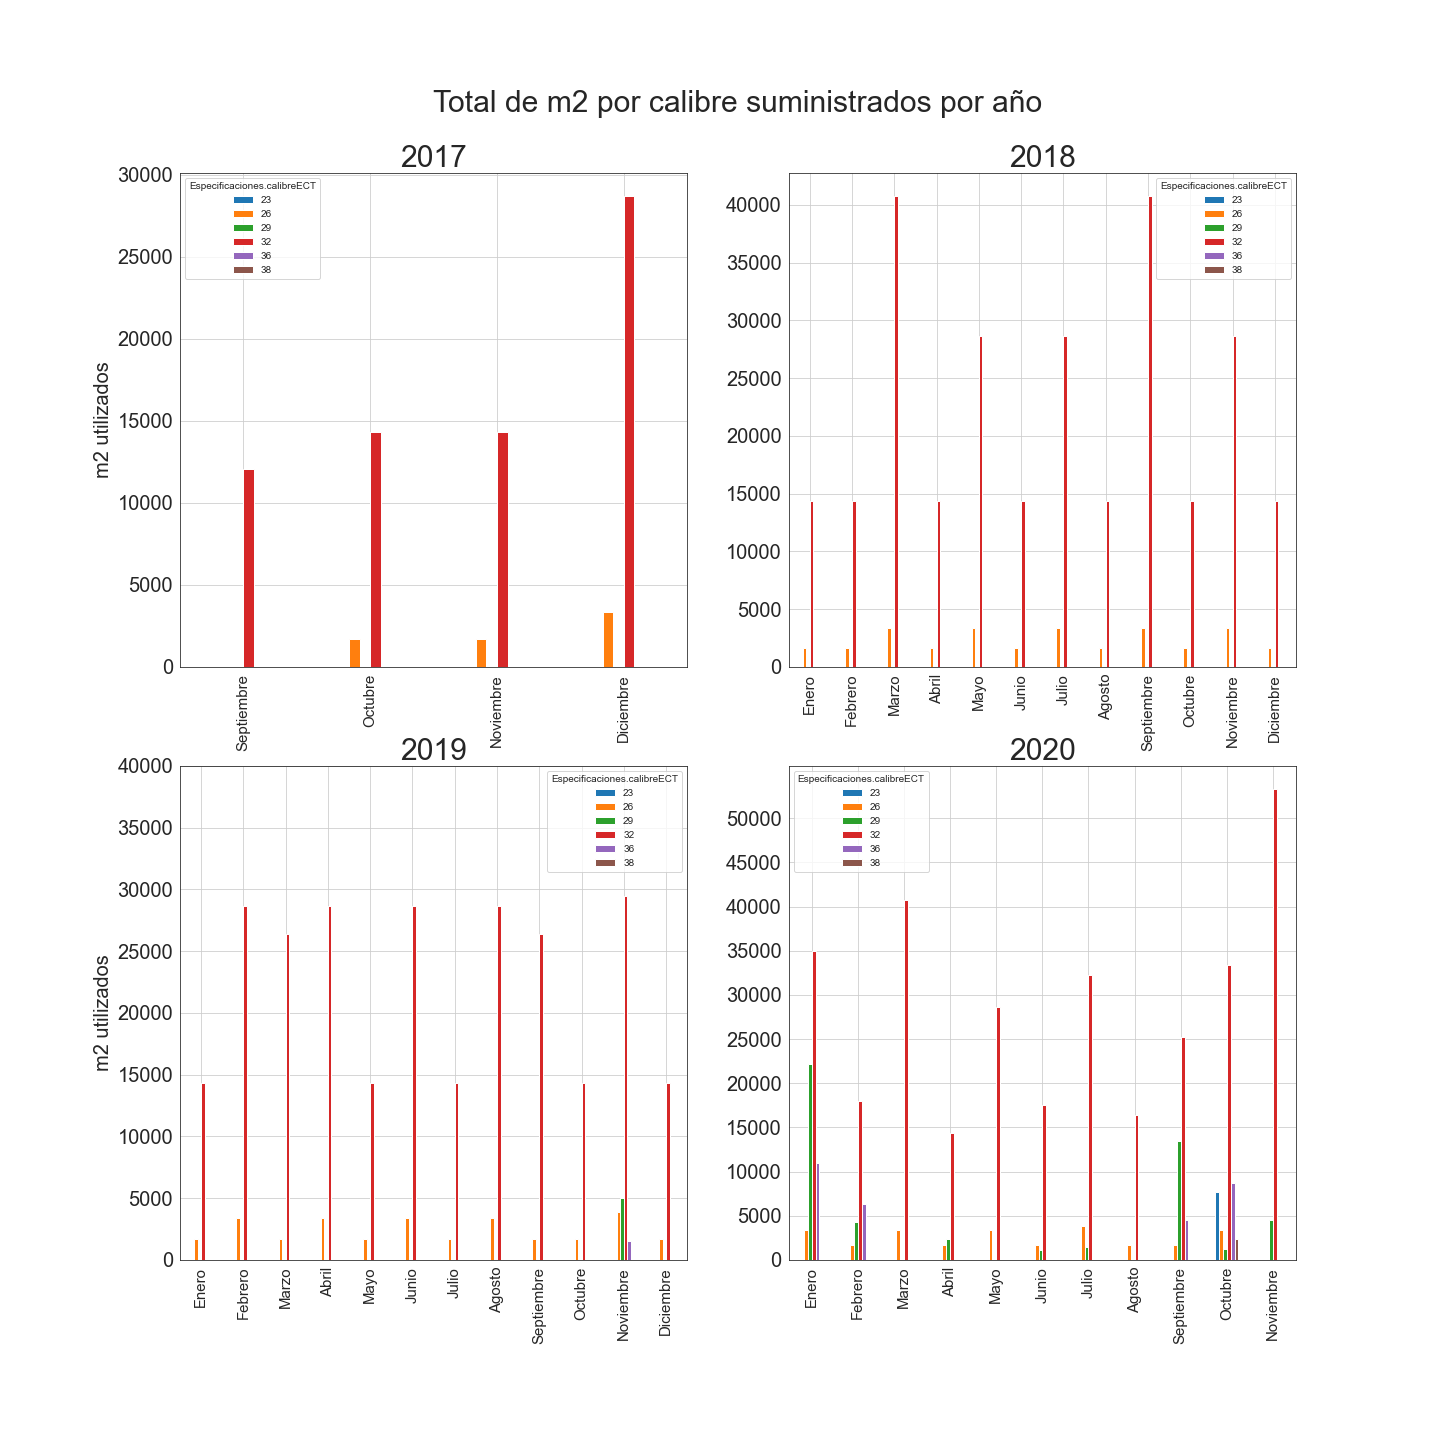 Total de m2 por calibre suministrados por año
2017
Especificaciones.calibreECT
23
26
29
32
36
38
30000
25000
20000
15000
10000
5000
0
m2 utilizados
Septiembre
Octubre
Noviembre
Diciembre
2018
Especificaciones.calibreECT
23
26
29
32
36
38
40000
35000
30000
25000
20000
15000
10000
5000
0
Enero
Febrero
Marzo
Abril
Mayo
Junio
Julio
Agosto
Septiembre
Octubre
Noviembre
Diciembre
2019
Especificaciones.calibreECT
23
26
29
32
36
38
40000
35000
30000
25000
20000
15000
10000
5000
0
m2 utilizados
Enero
Febrero
Marzo
Abril
Mayo
Junio
Julio
Agosto
Septiembre
Octubre
Noviembre
Diciembre
2020
Especificaciones.calibreECT
23
26
29
32
36
38
50000
45000
40000
35000
30000
25000
20000
15000
10000
5000
0
Enero
Febrero
Marzo
Abril
Mayo
Junio
Julio
Agosto
Septiembre
Octubre
Noviembre